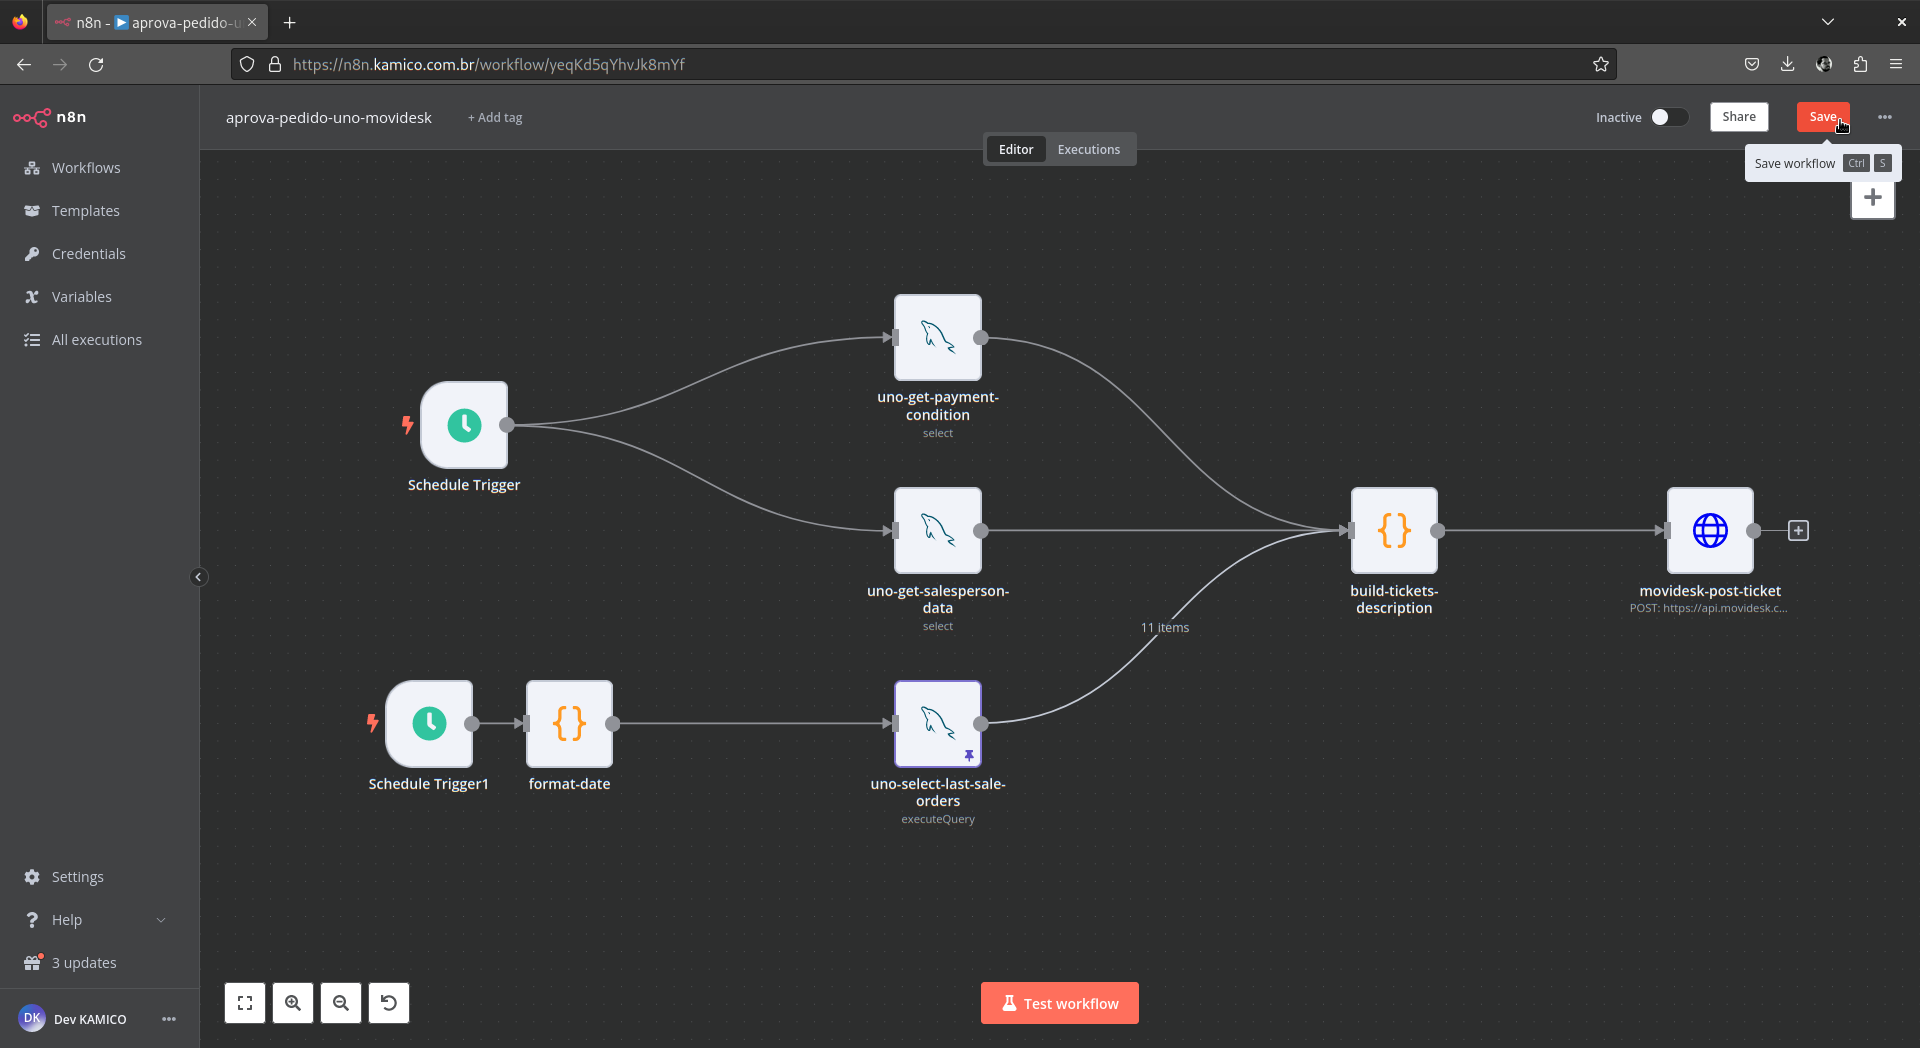 n8n - ▶ aprova-pedido-u
https://n8n.kamico.com.br/workflow/yeqKd5qYhvJk8mYf
n8n
aprova-pedido-uno-movidesk
+ Add tag
Inactive
Share
Save
Editor
Executions
Save workflow Ctrl S
Workflows
Templates
Credentials
Variables
All executions
uno-get-payment-
condition
select
Schedule Trigger
uno-get-salesperson-
data
select
build-tickets-
description
movidesk-post-ticket
POST: https://api.movidesk.c...
11 items
Schedule Trigger1
format-date
uno-select-last-sale-
orders
executeQuery
Settings
Help
3 updates
DK
Dev KAMICO
Test workflow